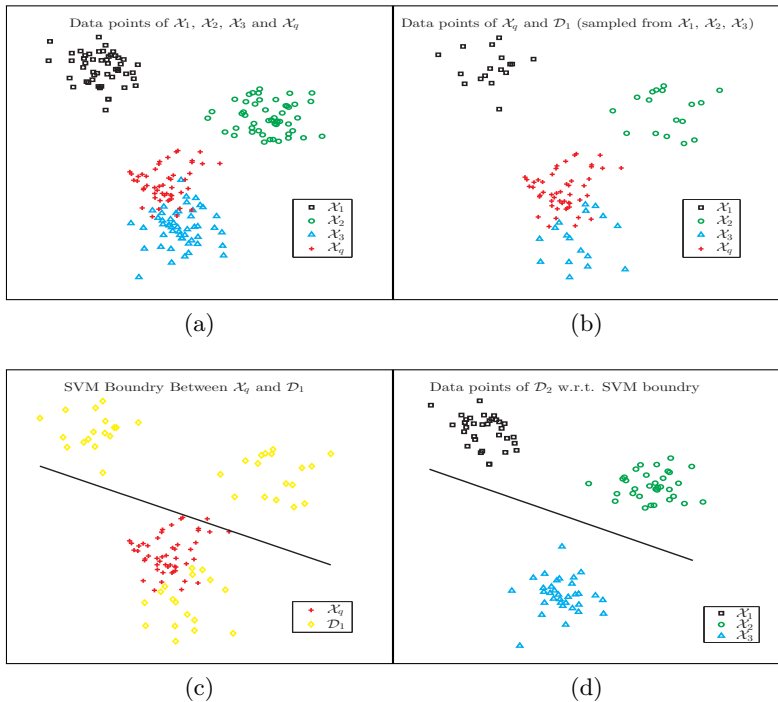 Data points of 𝒳₁, 𝒳₂, 𝒳₃ and 𝒳q
𝒳₁
𝒳₂
𝒳₃
𝒳q
(a)
Data points of 𝒳q and 𝒟₁ (sampled from 𝒳₁, 𝒳₂, 𝒳₃)
𝒳₁
𝒳₂
𝒳₃
𝒳q
(b)
SVM Boundry Between 𝒳q and 𝒟₁
𝒳q
𝒟₁
(c)
Data points of 𝒟₂ w.r.t. SVM boundry
𝒳₁
𝒳₂
𝒳₃
(d)